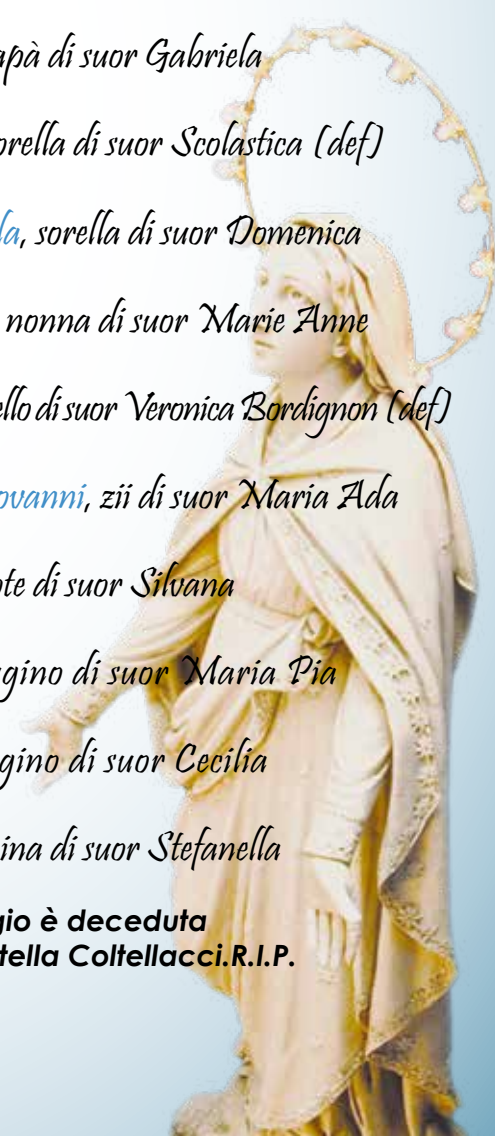 apà di suor Gabriela
orella di suor Scolastica (def)
la, sorella di suor Domenica
nonna di suor Marie Anne
ello di suor Veronica Bordignon (def)
ovanni, zii di suor Maria Ada
ote di suor Silvana
gino di suor Maria Pia
gino di suor Cecilia
ina di suor Stefanella
gio è deceduta
tella Coltellacci.R.I.P.